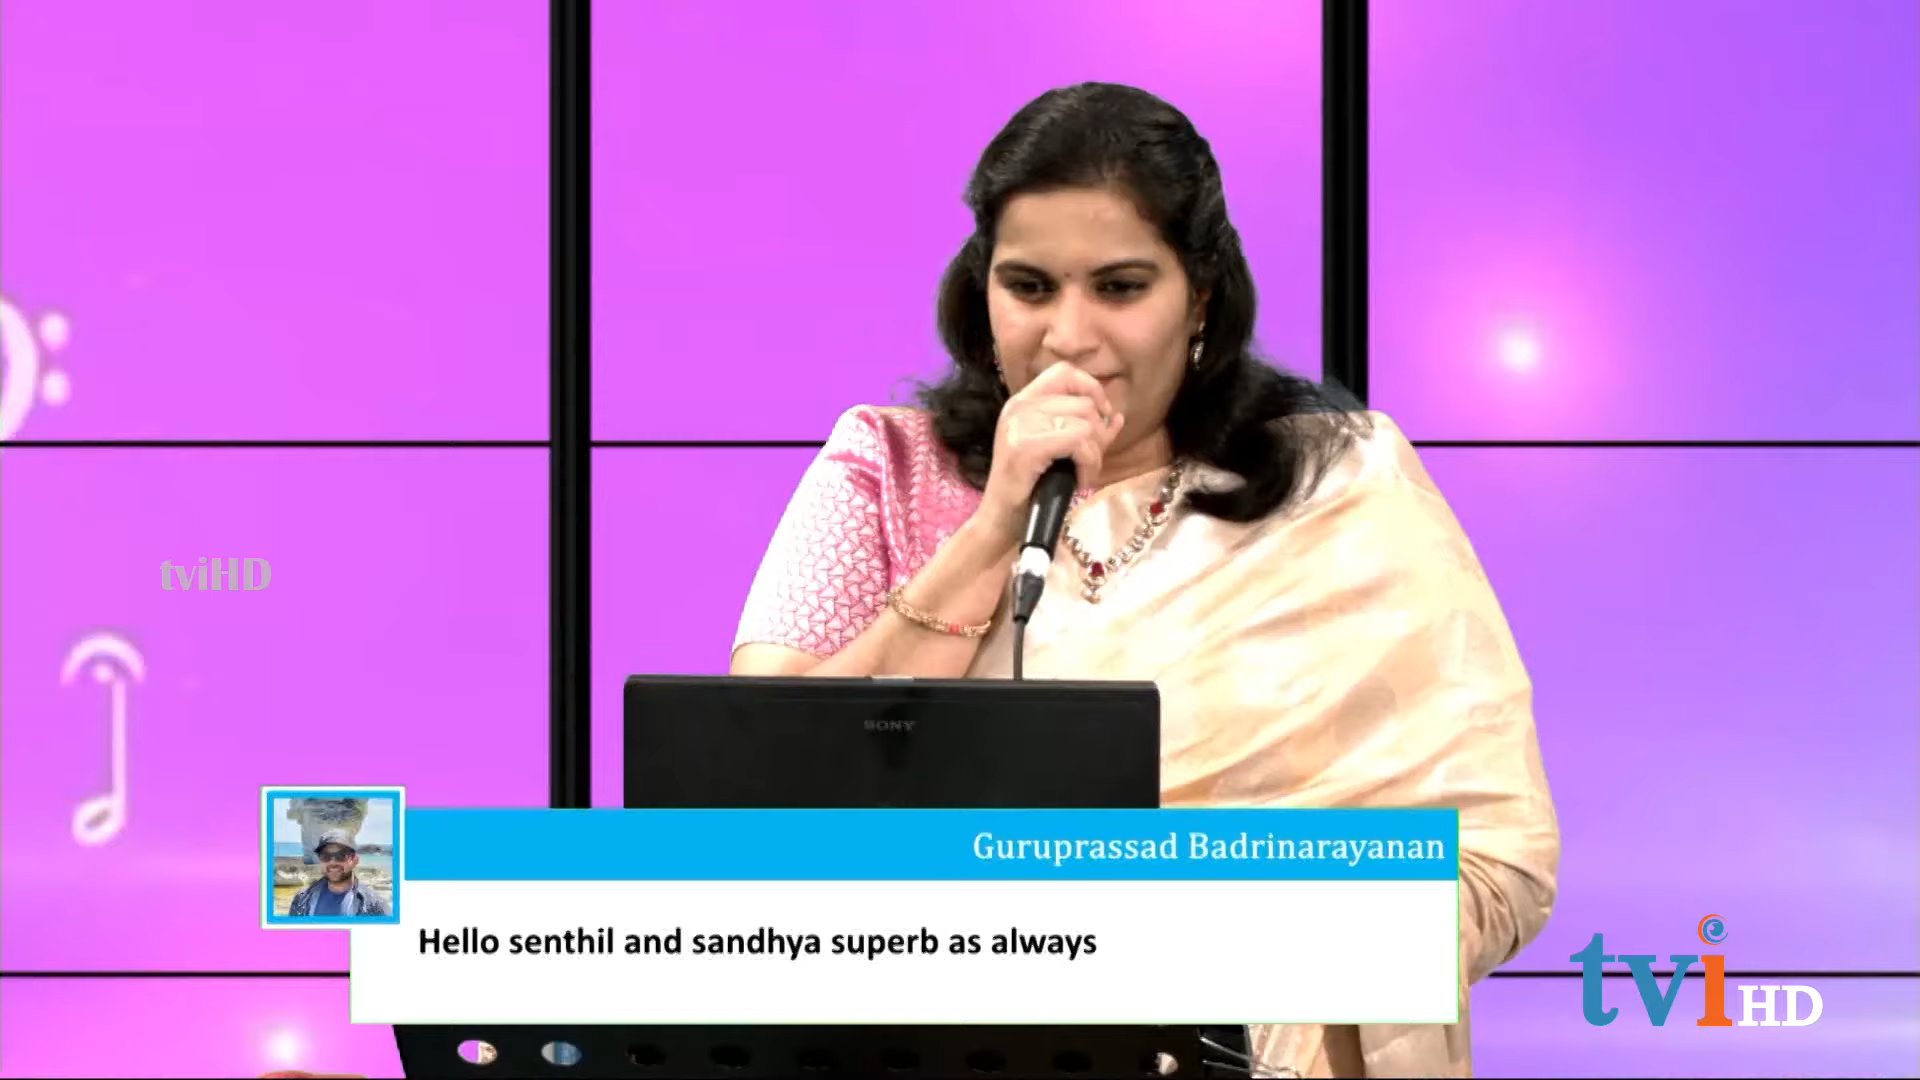 tviHD
SONY
Guruprassad Badrinarayanan
Hello senthil and sandhya superb as always
tvi HD